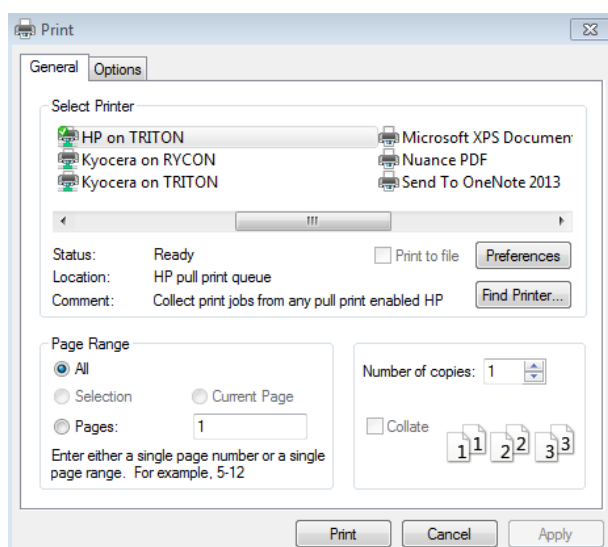 Print
General Options
Select Printer
HP on TRITON Microsoft XPS Documen
Kyocera on RYCON Nuance PDF
Kyocera on TRITON Send To OneNote 2013
Status: Ready Print to file Preferences
Location: HP pull print queue
Comment: Collect print jobs from any pull print enabled HP Find Printer...
Page Range
All Number of copies: 1
Selection Current Page
Pages: 1 Collate
1 1 2 2 3 3
Enter either a single page number or a single
page range. For example, 5-12
Print Cancel Apply